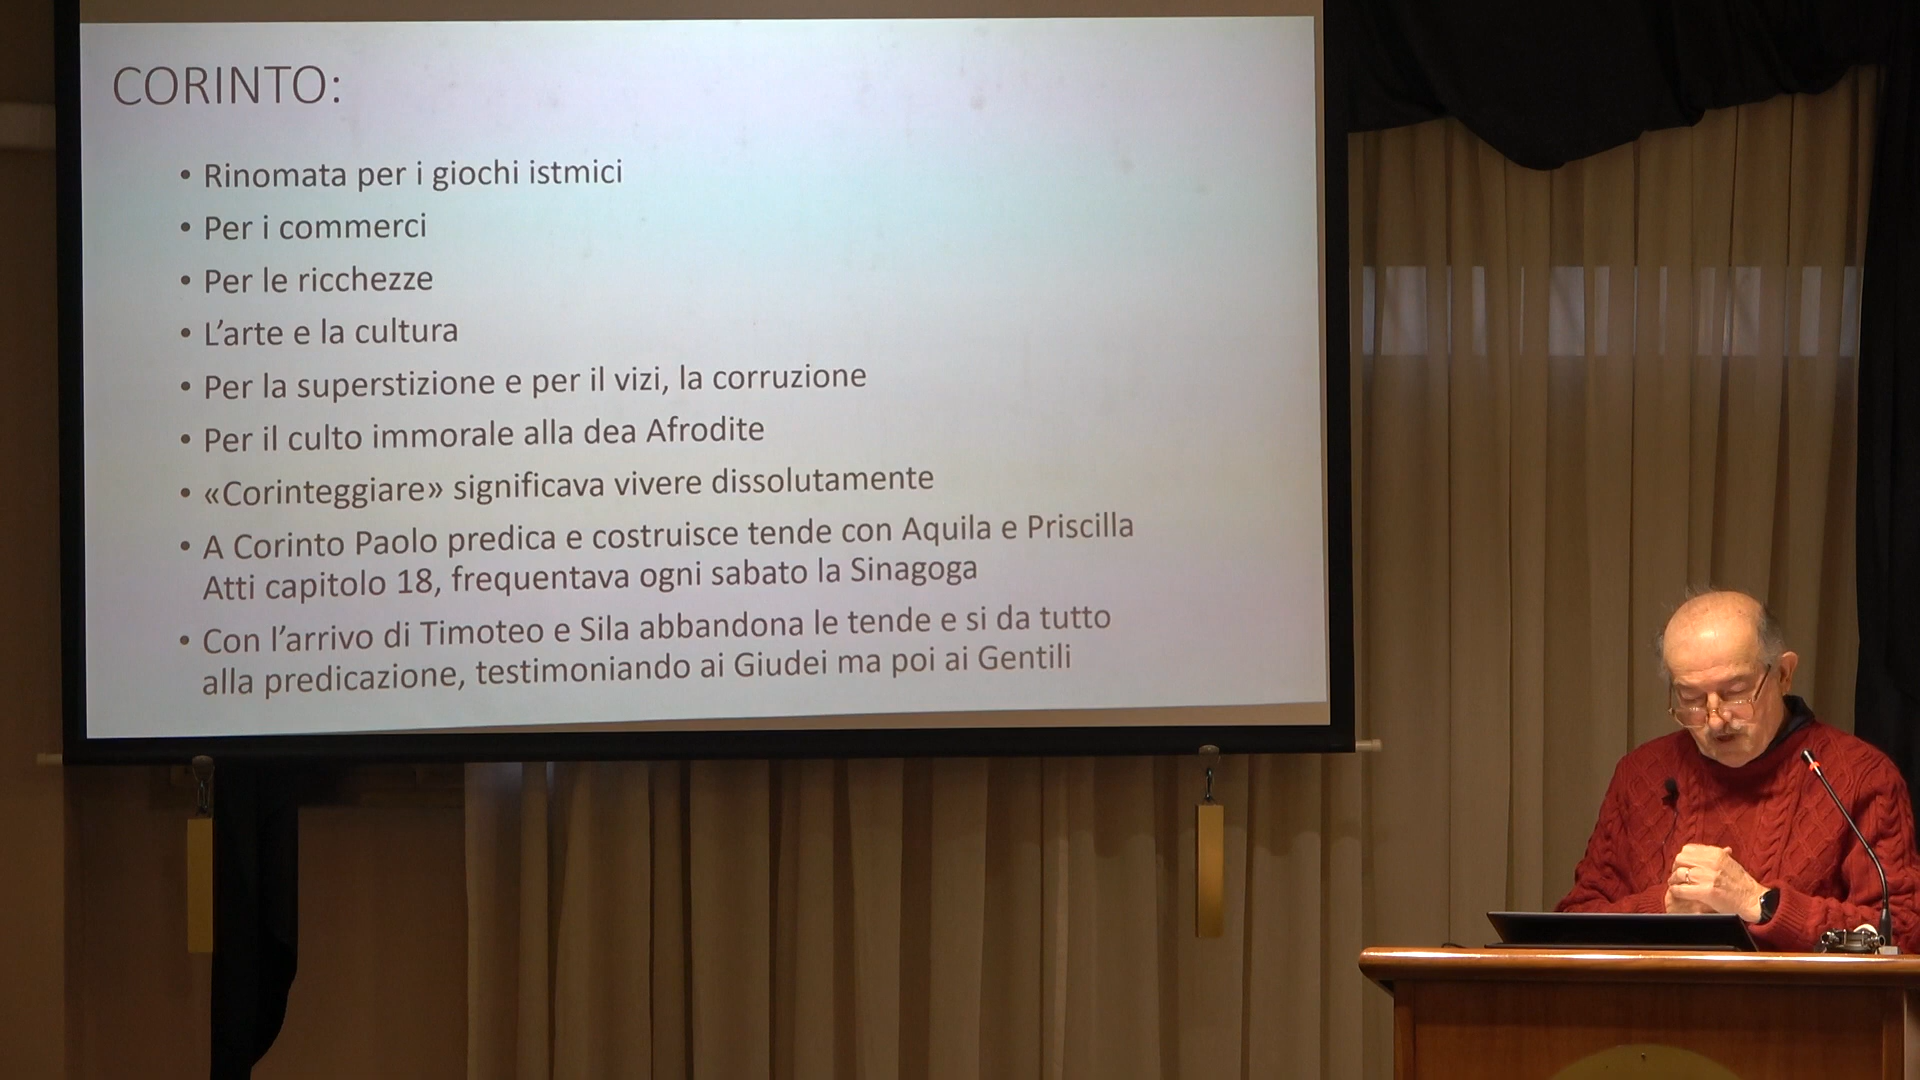 CORINTO:
• Rinomata per i giochi istmici
• Per i commerci
• Per le ricchezze
• L’arte e la cultura
• Per la superstizione e per il vizi, la corruzione
• Per il culto immorale alla dea Afrodite
• «Corinteggiare» significava vivere dissolutamente
• A Corinto Paolo predica e costruisce tende con Aquila e Priscilla
Atti capitolo 18, frequentava ogni sabato la Sinagoga
• Con l’arrivo di Timoteo e Sila abbandona le tende e si da tutto
alla predicazione, testimoniando ai Giudei ma poi ai Gentili